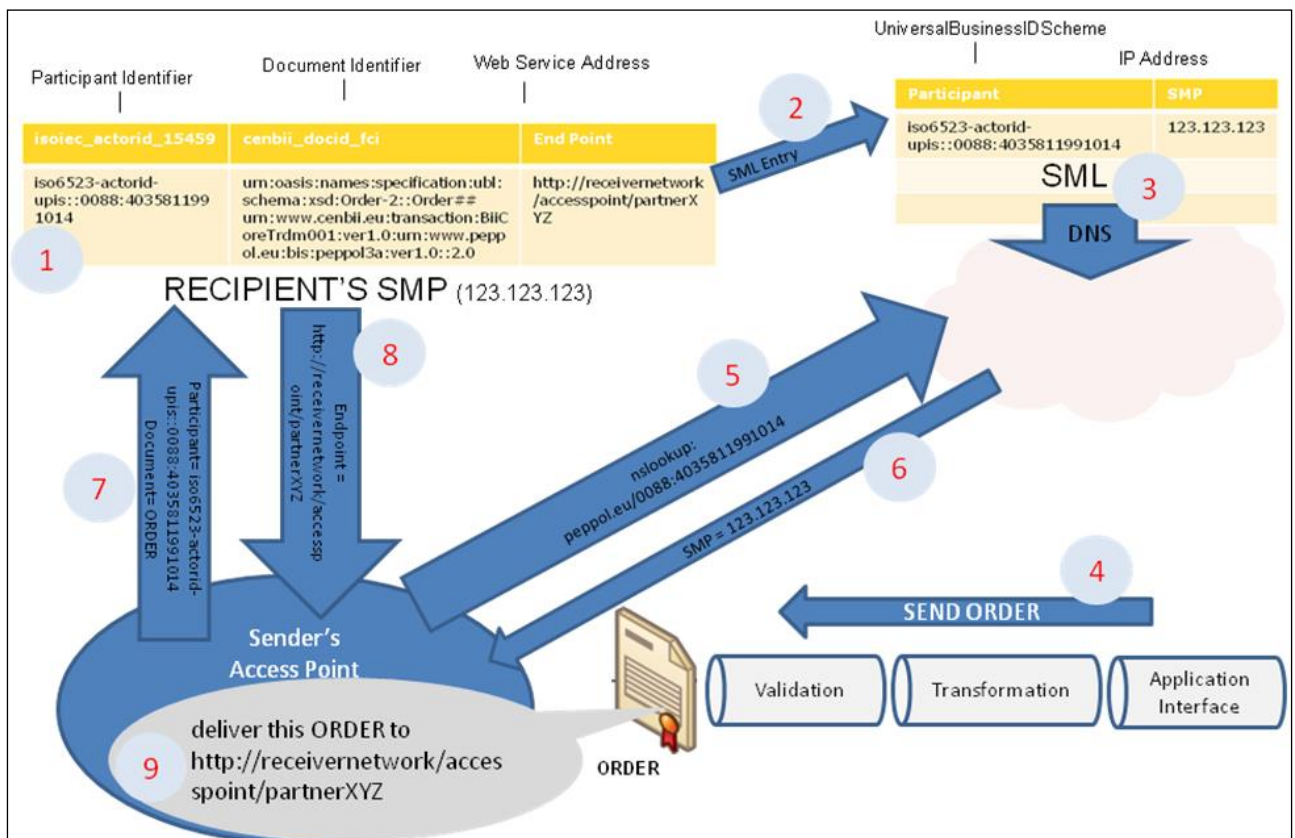 UniversalBusinessIDScheme
Participant Identifier
Document Identifier
Web Service Address
IP Address
isoiec_actorid_15459
cenbii_docid_fci
End Point
iso6523-actorid-
upis::0088:403581199
1014
urn:oasis:names:specification:ubl:
schema:xsd:Order-2::Order##
urn:www.cenbii.eu:transaction:BiiC
oreTrdm001:ver1.0:urn:www.pepp
ol.eu:bis:peppol3a:ver1.0::2.0
http://receivernetwork
/accesspoint/partnerX
YZ
1
RECIPIENT'S SMP (123.123.123)
2
SML Entry
Participant
SMP
iso6523-actorid-
upis::0088:4035811991014
123.123.123
SML
3
DNS
7
Participant= iso6523-actorid-
upis::0088:4035811991014
Document= ORDER
8
Endpoint =
http://receivernetwork/accessp
oint/partnerXYZ
5
nslookup:
peppol.eu/0088:4035811991014
6
SMP = 123.123.123
4
SEND ORDER
Validation
Transformation
Application
Interface
Sender's
Access Point
9
deliver this ORDER to
http://receivernetwork/acces
spoint/partnerXYZ
ORDER